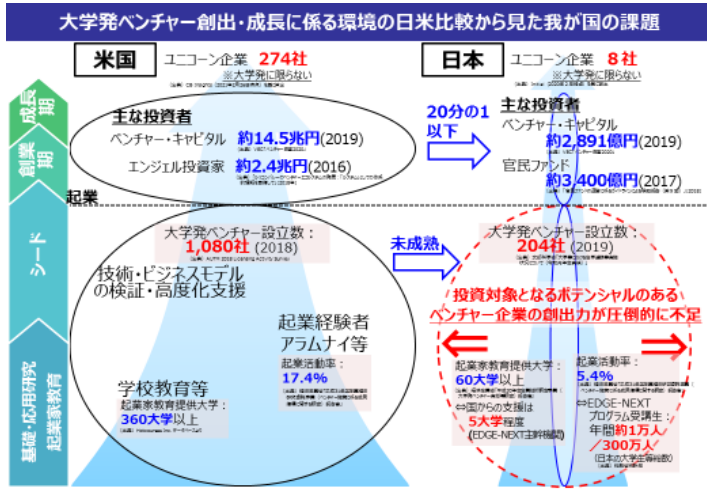 大学発ベンチャー創出・成長に係る環境の日米比較から見た我が国の課題
米国
ユニコーン企業 274社
※大学発に限らない
日本
ユニコーン企業 8社
※大学発に限らない
成長期
創業期
シード
基礎・応用研究
起業家教育
主な投資者
ベンチャー・キャピタル 約14.5兆円(2019)
エンジェル投資家 約2.4兆円(2016)
20分の1
以下
主な投資者
ベンチャー・キャピタル
約2,891億円(2019)
官民ファンド
約3,400億円(2017)
起業
大学発ベンチャー設立数：
1,080社 (2018)
技術・ビジネスモデル
の検証・高度化支援
起業経験者
アラムナイ等
起業活動率：
17.4%
学校教育等
起業家教育提供大学：
360大学以上
未成熟
大学発ベンチャー設立数：
204社 (2019)
投資対象となるポテンシャルのある
ベンチャー企業の創出力が圧倒的に不足
起業家教育提供大学：
60大学以上
⇔国からの支援は
5大学程度
(EDGE-NEXT主幹機関)
起業活動率：
5.4%
⇔EDGE-NEXT
プログラム受講生：
年間約1万人
／300万人
(日本の大学生等総数)